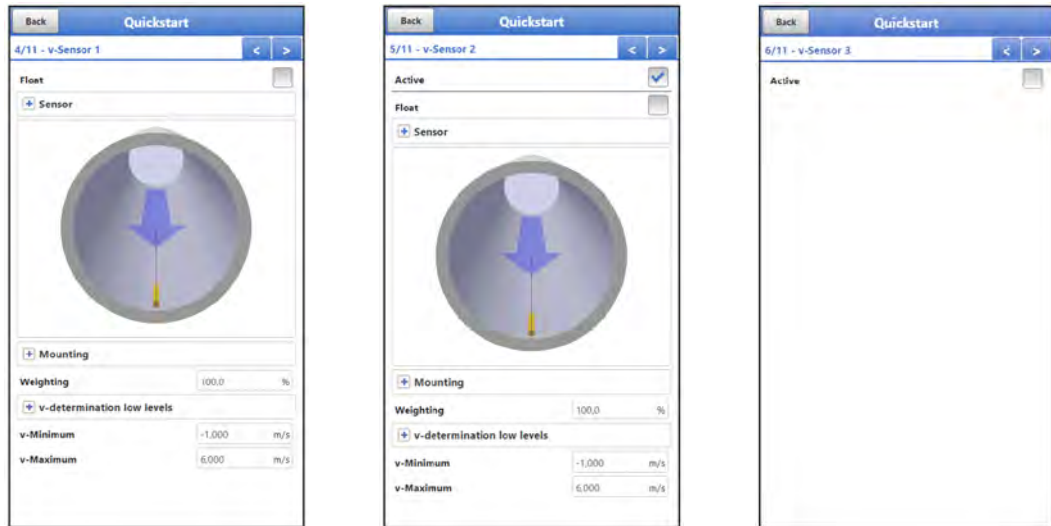 Back Quickstart
4/11 - v-Sensor 1 < >
Float
+ Sensor
+ Mounting
Weighting 100,0 %
+ v-determination low levels
v-Minimum -1,000 m/s
v-Maximum 6,000 m/s
Back Quickstart
5/11 - v-Sensor 2 < >
Active
Float
+ Sensor
+ Mounting
Weighting 100,0 %
+ v-determination low levels
v-Minimum -1,000 m/s
v-Maximum 6,000 m/s
Back Quickstart
6/11 - v-Sensor 3 < >
Active